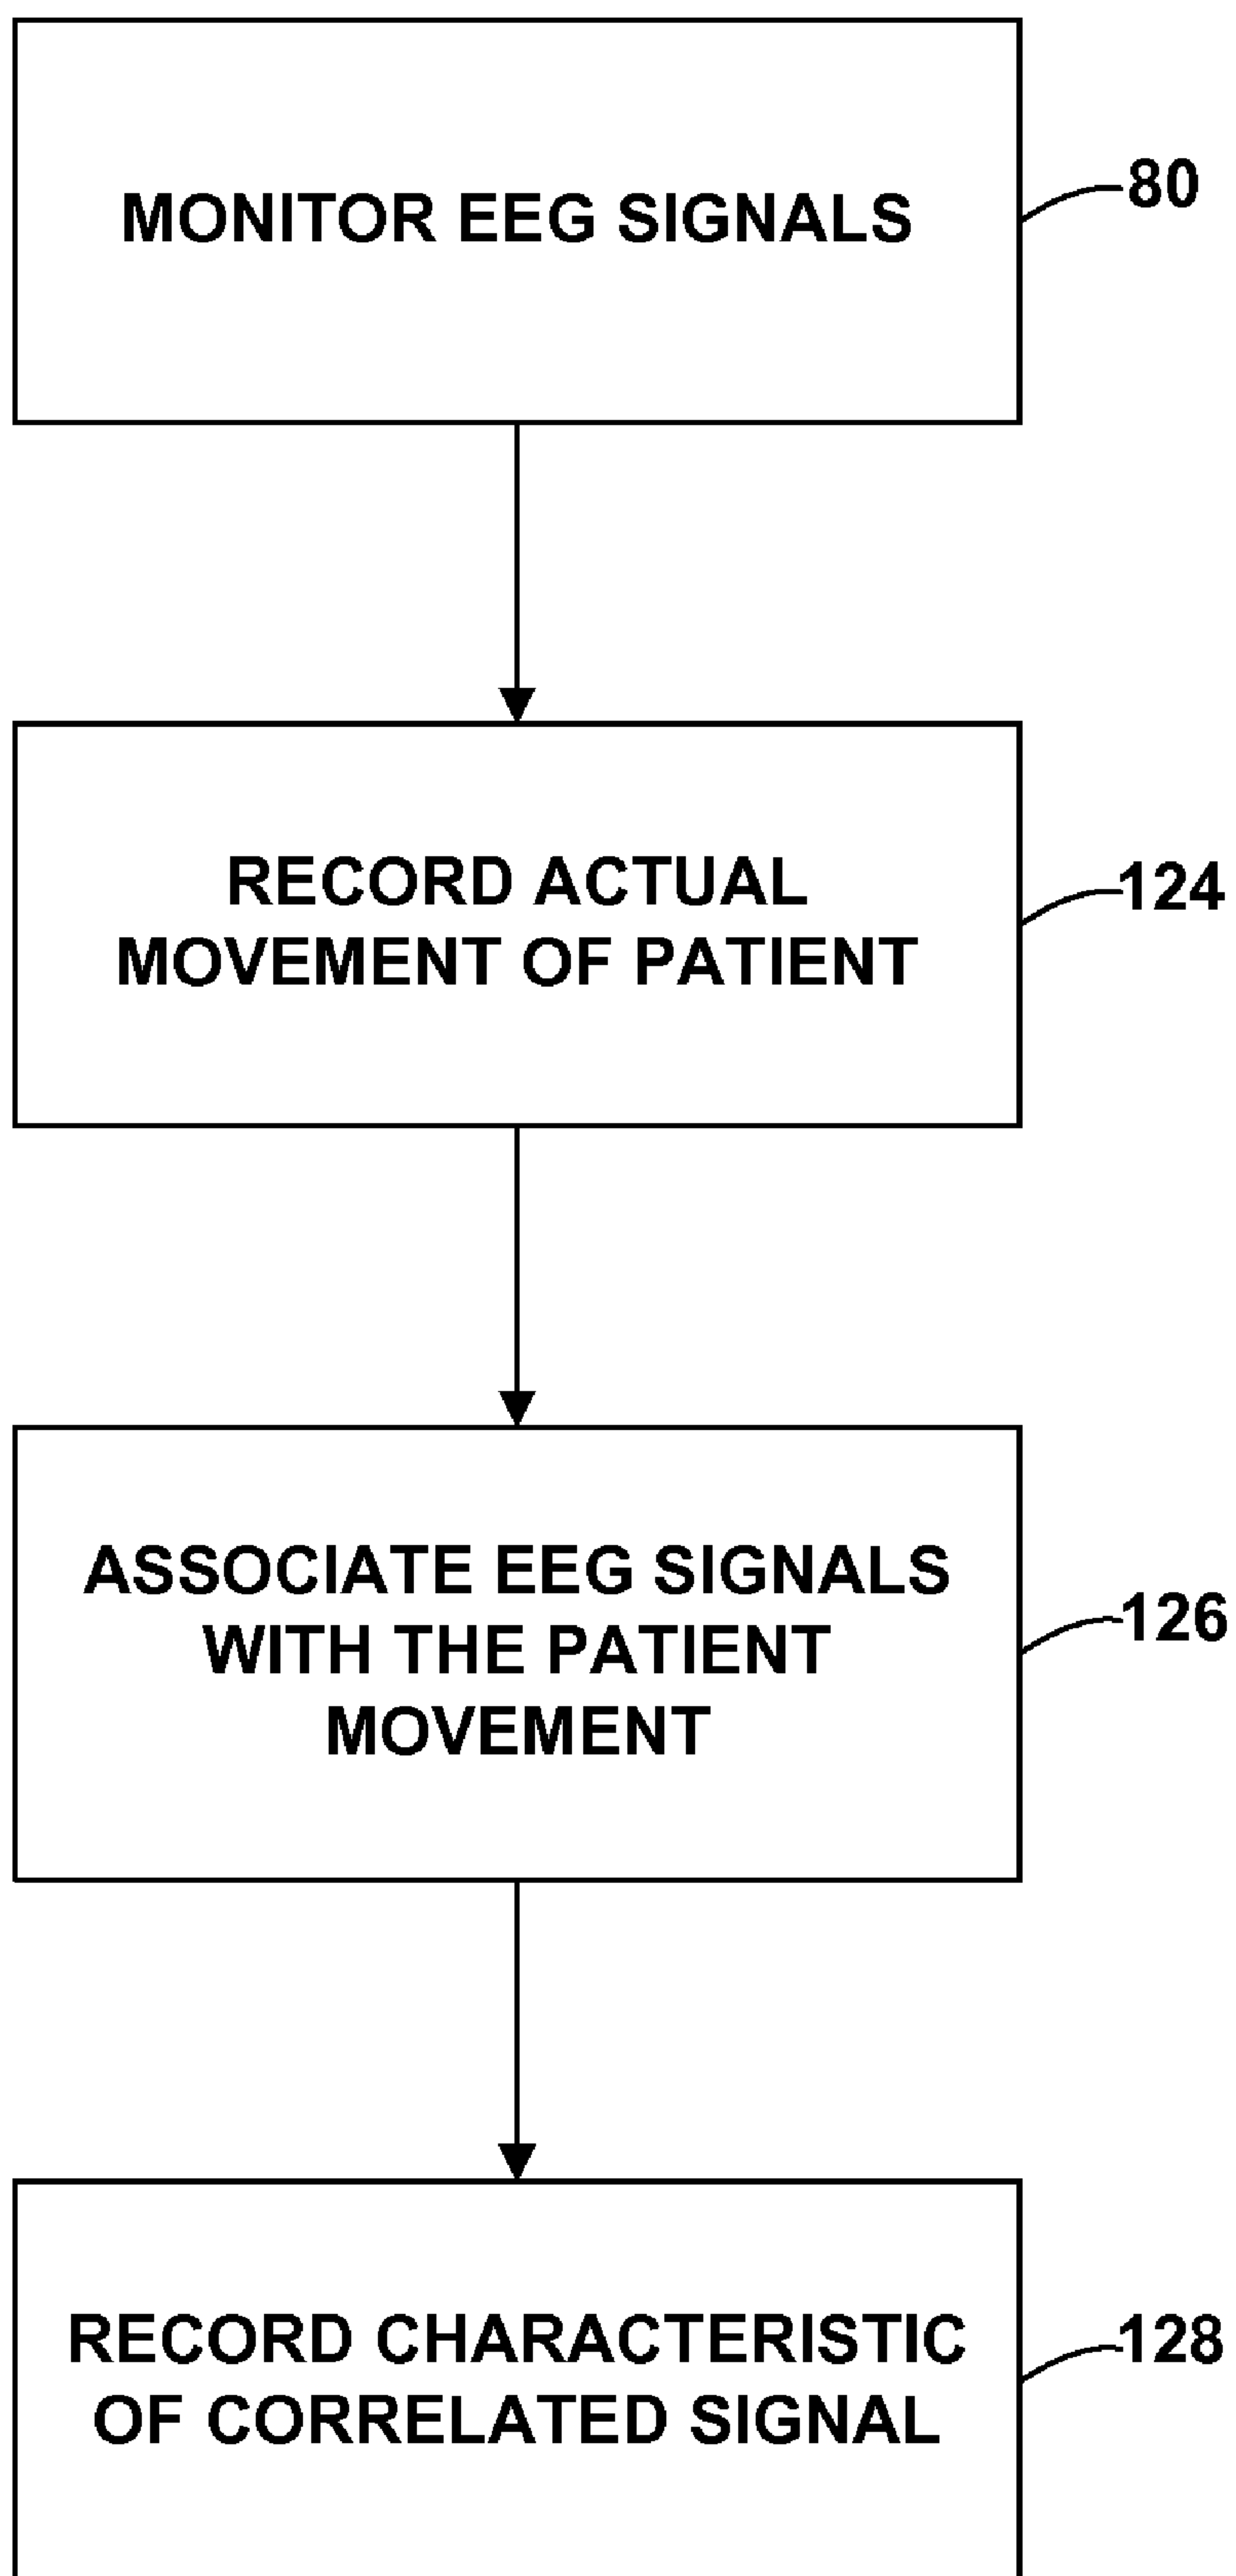 MONITOR EEG SIGNALS
80
RECORD ACTUAL
MOVEMENT OF PATIENT
124
ASSOCIATE EEG SIGNALS
WITH THE PATIENT
MOVEMENT
126
RECORD CHARACTERISTIC
OF CORRELATED SIGNAL
128